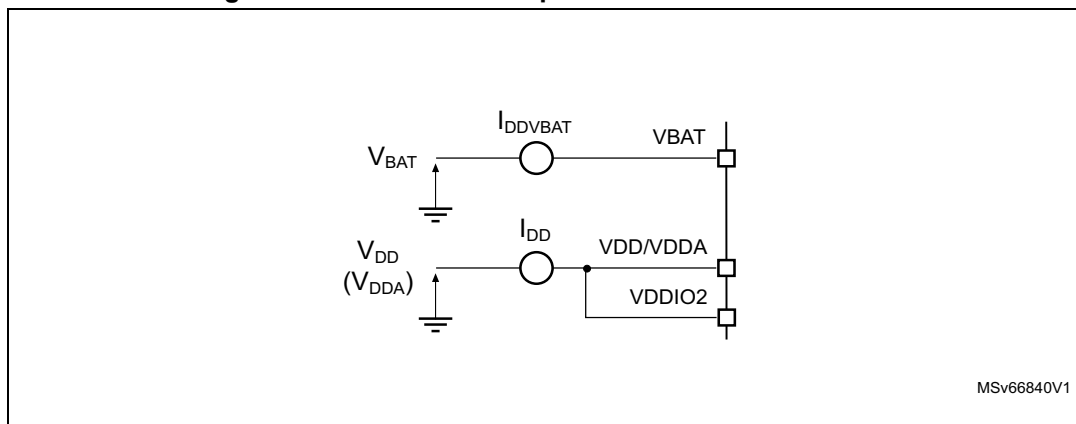 IDDVBAT
VBAT
VBAT
IDD
VDD/VDDA
VDD
(VDDA)
VDDIO2
MSv66840V1